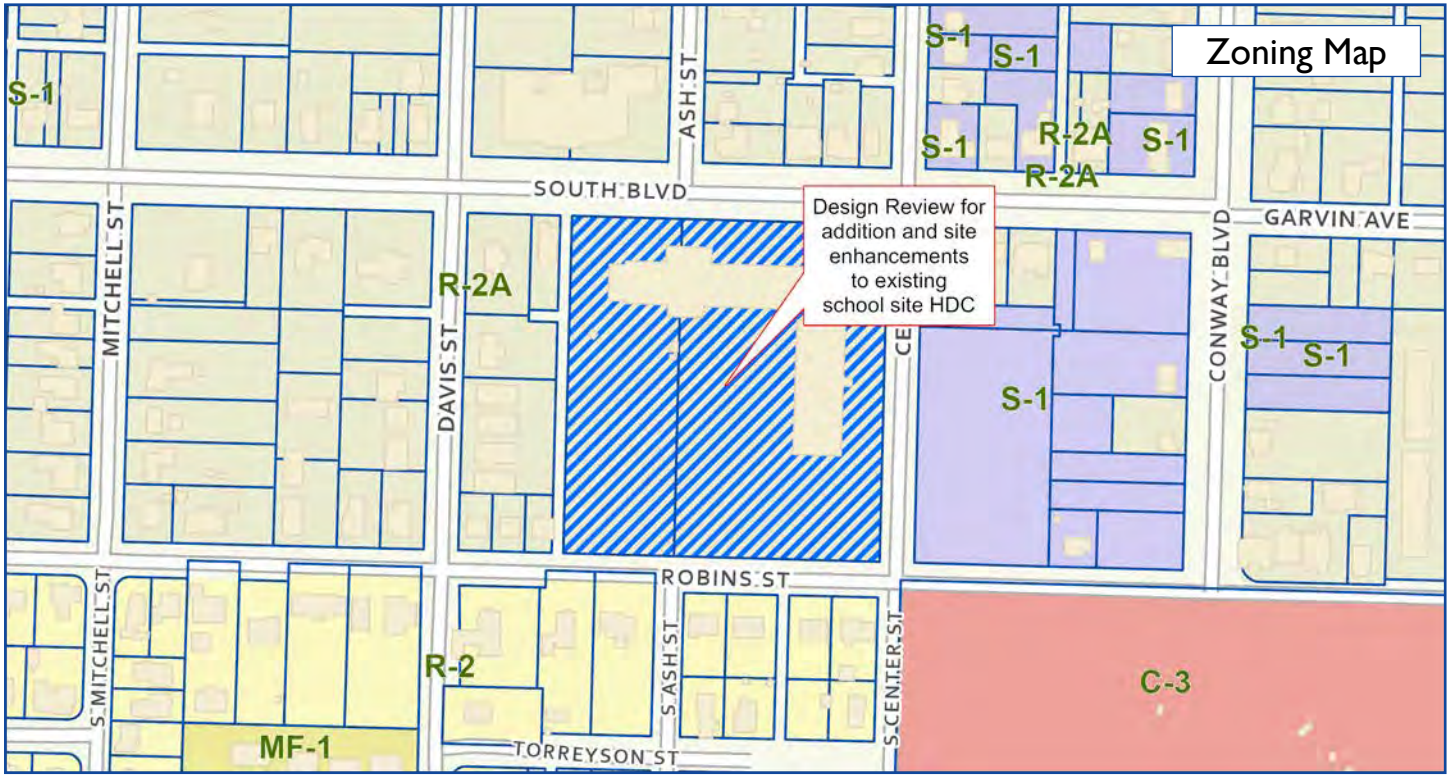 Zoning Map
S-1
S-1
S-1
ASH ST
R-2A
S-1
S-1
R-2A
SOUTH BLVD
GARVIN AVE
Design Review for
addition and site
enhancements
to existing
school site HDC
MITCHELL ST
R-2A
DAVIS ST
CE
CONWAY BLVD
S-1
S-1
S-1
ROBINS ST
S MITCHELL ST
R-2
S ASH ST
S CENTER ST
C-3
MF-1
TORREYSON ST